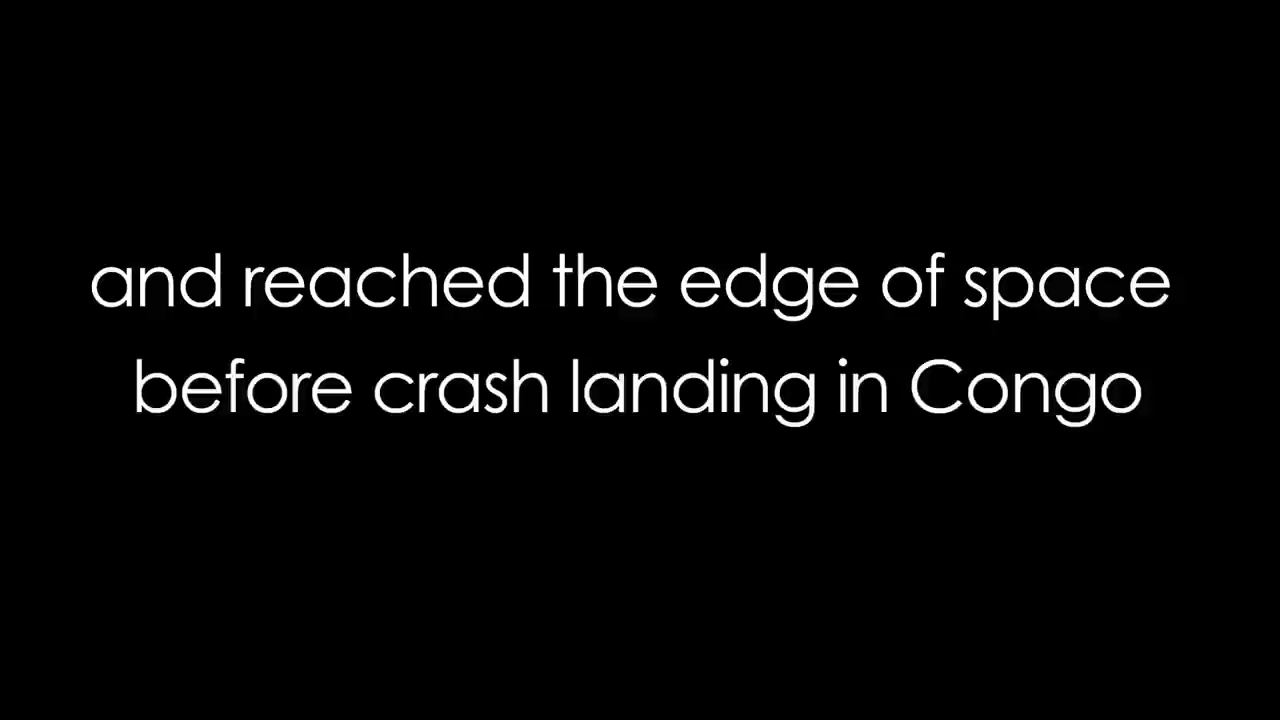 and reached the edge of space
before crash landing in Congo